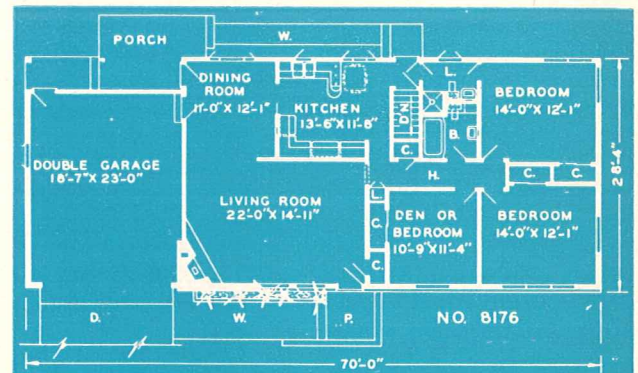 PORCH
W.
DINING
ROOM
11'-0" X 12'-1"
KITCHEN
13'-6" X 11'-8"
DN
L.
B.
C.
BEDROOM
14'-0" X 12'-1"
28'-4"
DOUBLE GARAGE
18'-7" X 23'-0"
H.
C.
C.
LIVING ROOM
22'-0" X 14'-11"
L.
C.
C.
DEN OR
BEDROOM
10'-9" X 11'-4"
BEDROOM
14'-0" X 12'-1"
D.
W.
P.
NO. 8176
70'-0"